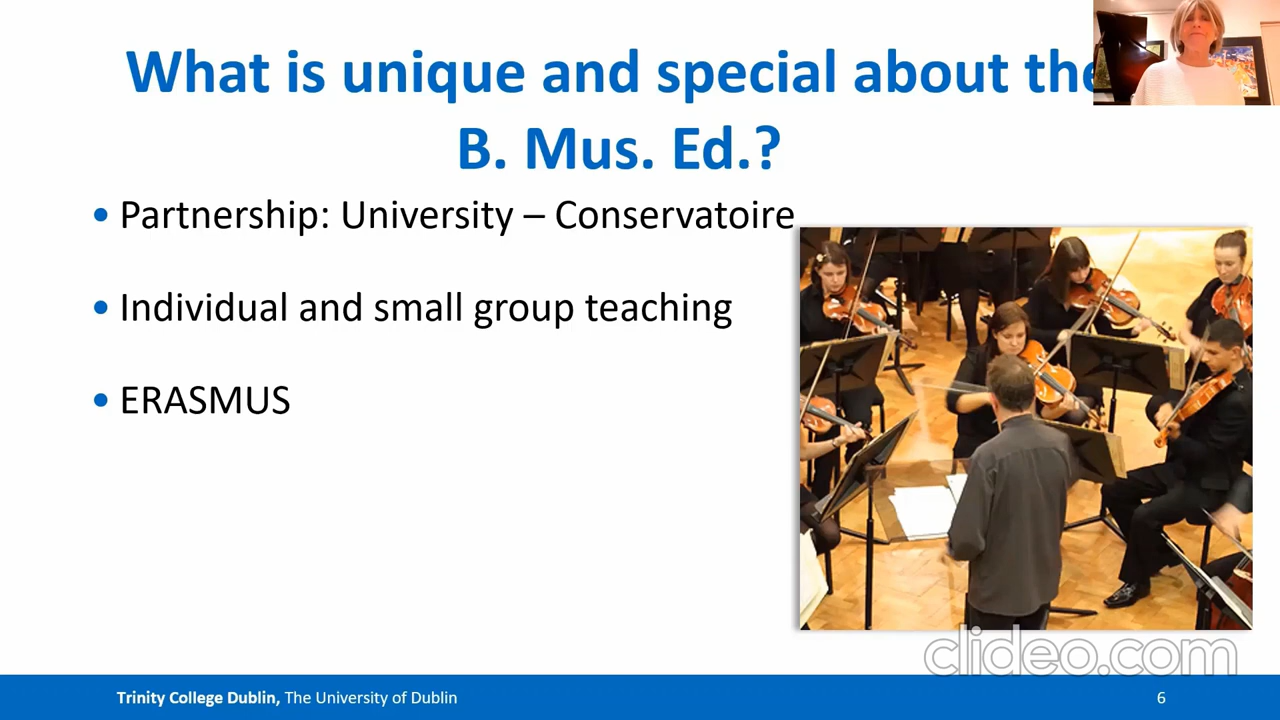 What is unique and special about the
B. Mus. Ed.?
• Partnership: University – Conservatoire
• Individual and small group teaching
• ERASMUS
clideo.com
Trinity College Dublin, The University of Dublin
6